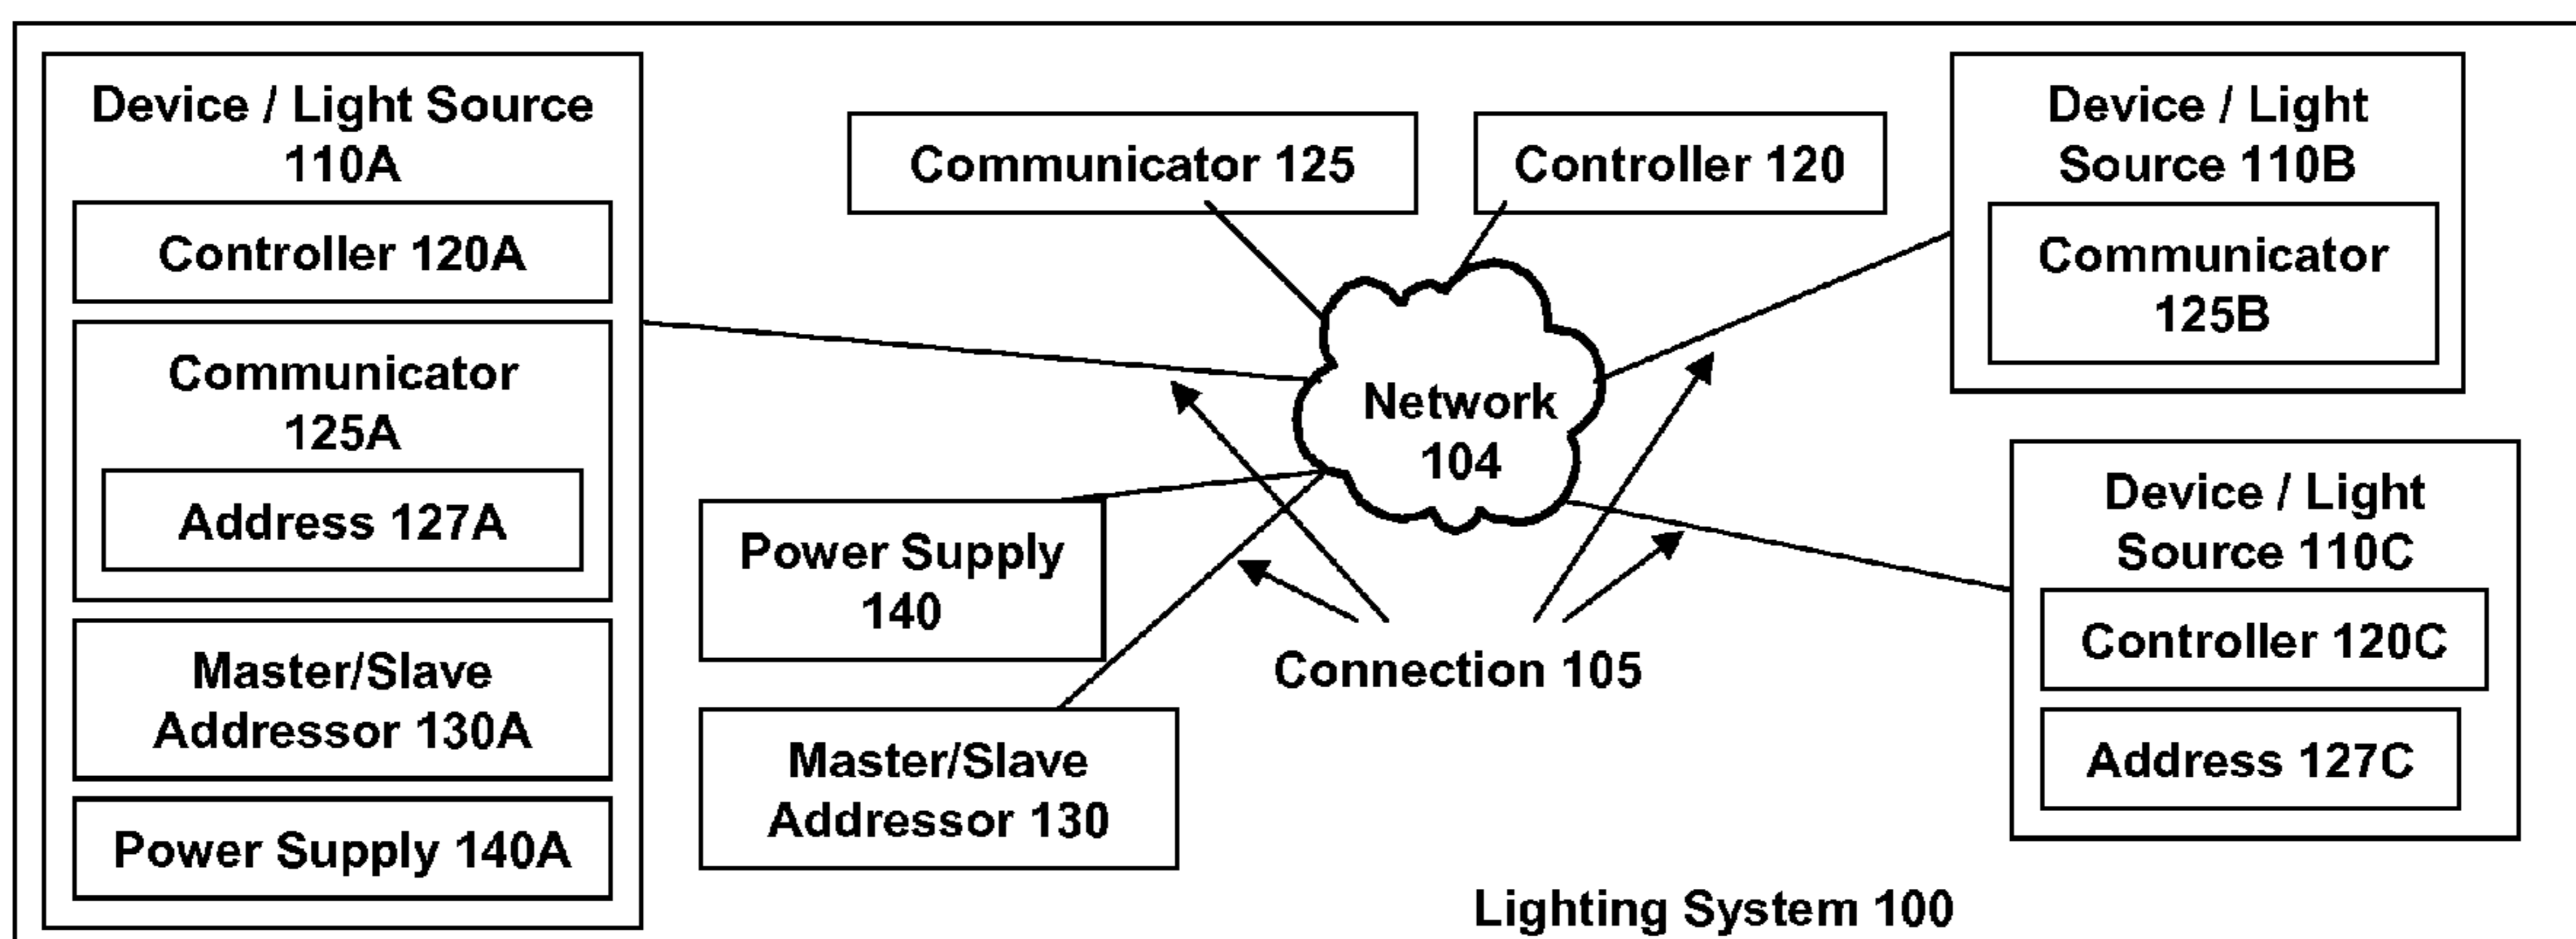 Device / Light Source
110A
Controller 120A
Communicator
125A
Address 127A
Master/Slave
Addressor 130A
Power Supply 140A
Communicator 125
Controller 120
Network
104
Power Supply
140
Connection 105
Master/Slave
Addressor 130
Device / Light
Source 110B
Communicator
125B
Device / Light
Source 110C
Controller 120C
Address 127C
Lighting System 100